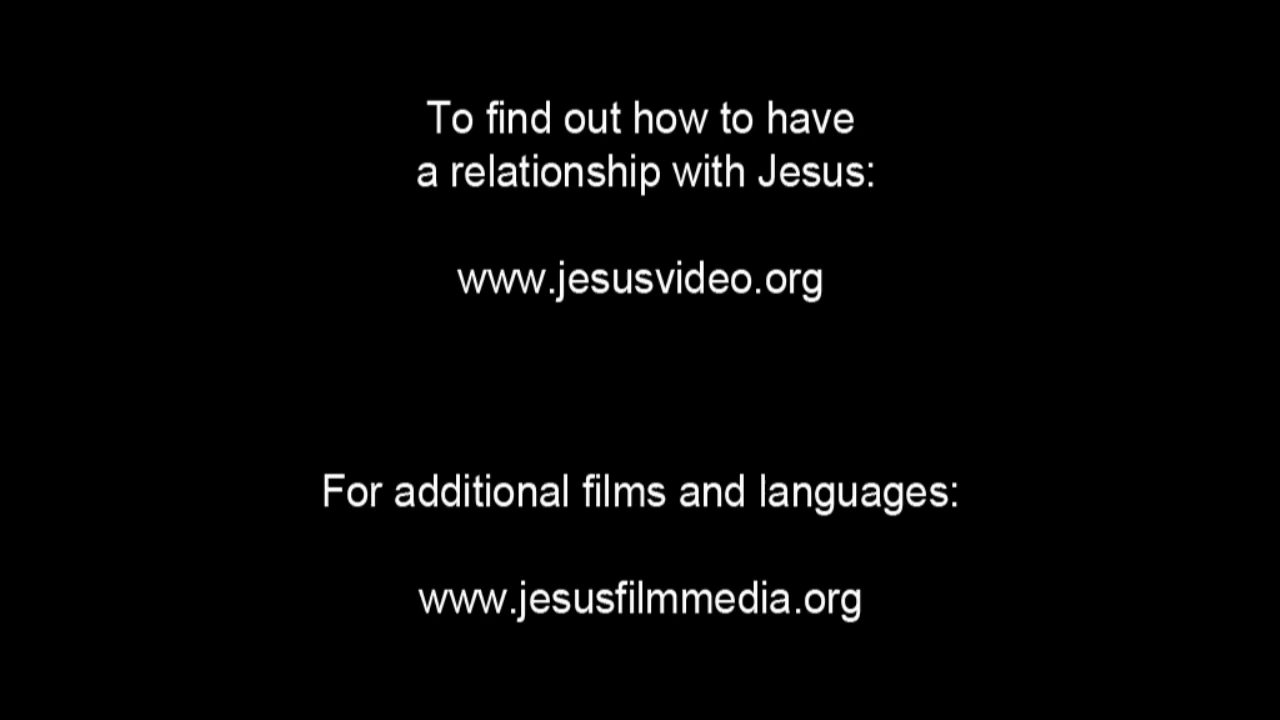 To find out how to have
a relationship with Jesus:
www.jesusvideo.org
For additional films and languages:
www.jesusfilmmedia.org